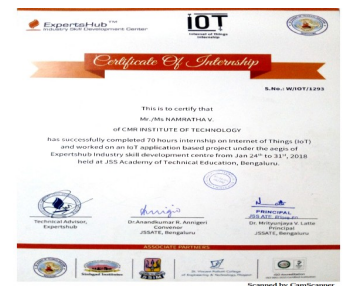 ExpertsHub™
Industry Skill Development Center
IOT
Internet of Things
Internship
Certificate Of Internship
S.No.: W/IOT/1293
This is to certify that
Mr./Ms.NAMRATHA V.
of CMR INSTITUTE OF TECHNOLOGY
has successfully completed 70 hours internship on Internet of Things (IoT)
and worked on an IoT application based project under the aegis of
Expertshub Industry skill development centre from Jan 24th to 31st, 2018
held at JSS Academy of Technical Education, Bengaluru.
Technical Advisor,
Expertshub
Dr.Anandkumar R. Annigeri
Convenor
JSSATE, Bengaluru
PRINCIPAL
Dr. Mrityunjaya V. Latte
Principal
JSSATE, Bengaluru
ASSOCIATE PARTNERS
Scanned by CamScanner